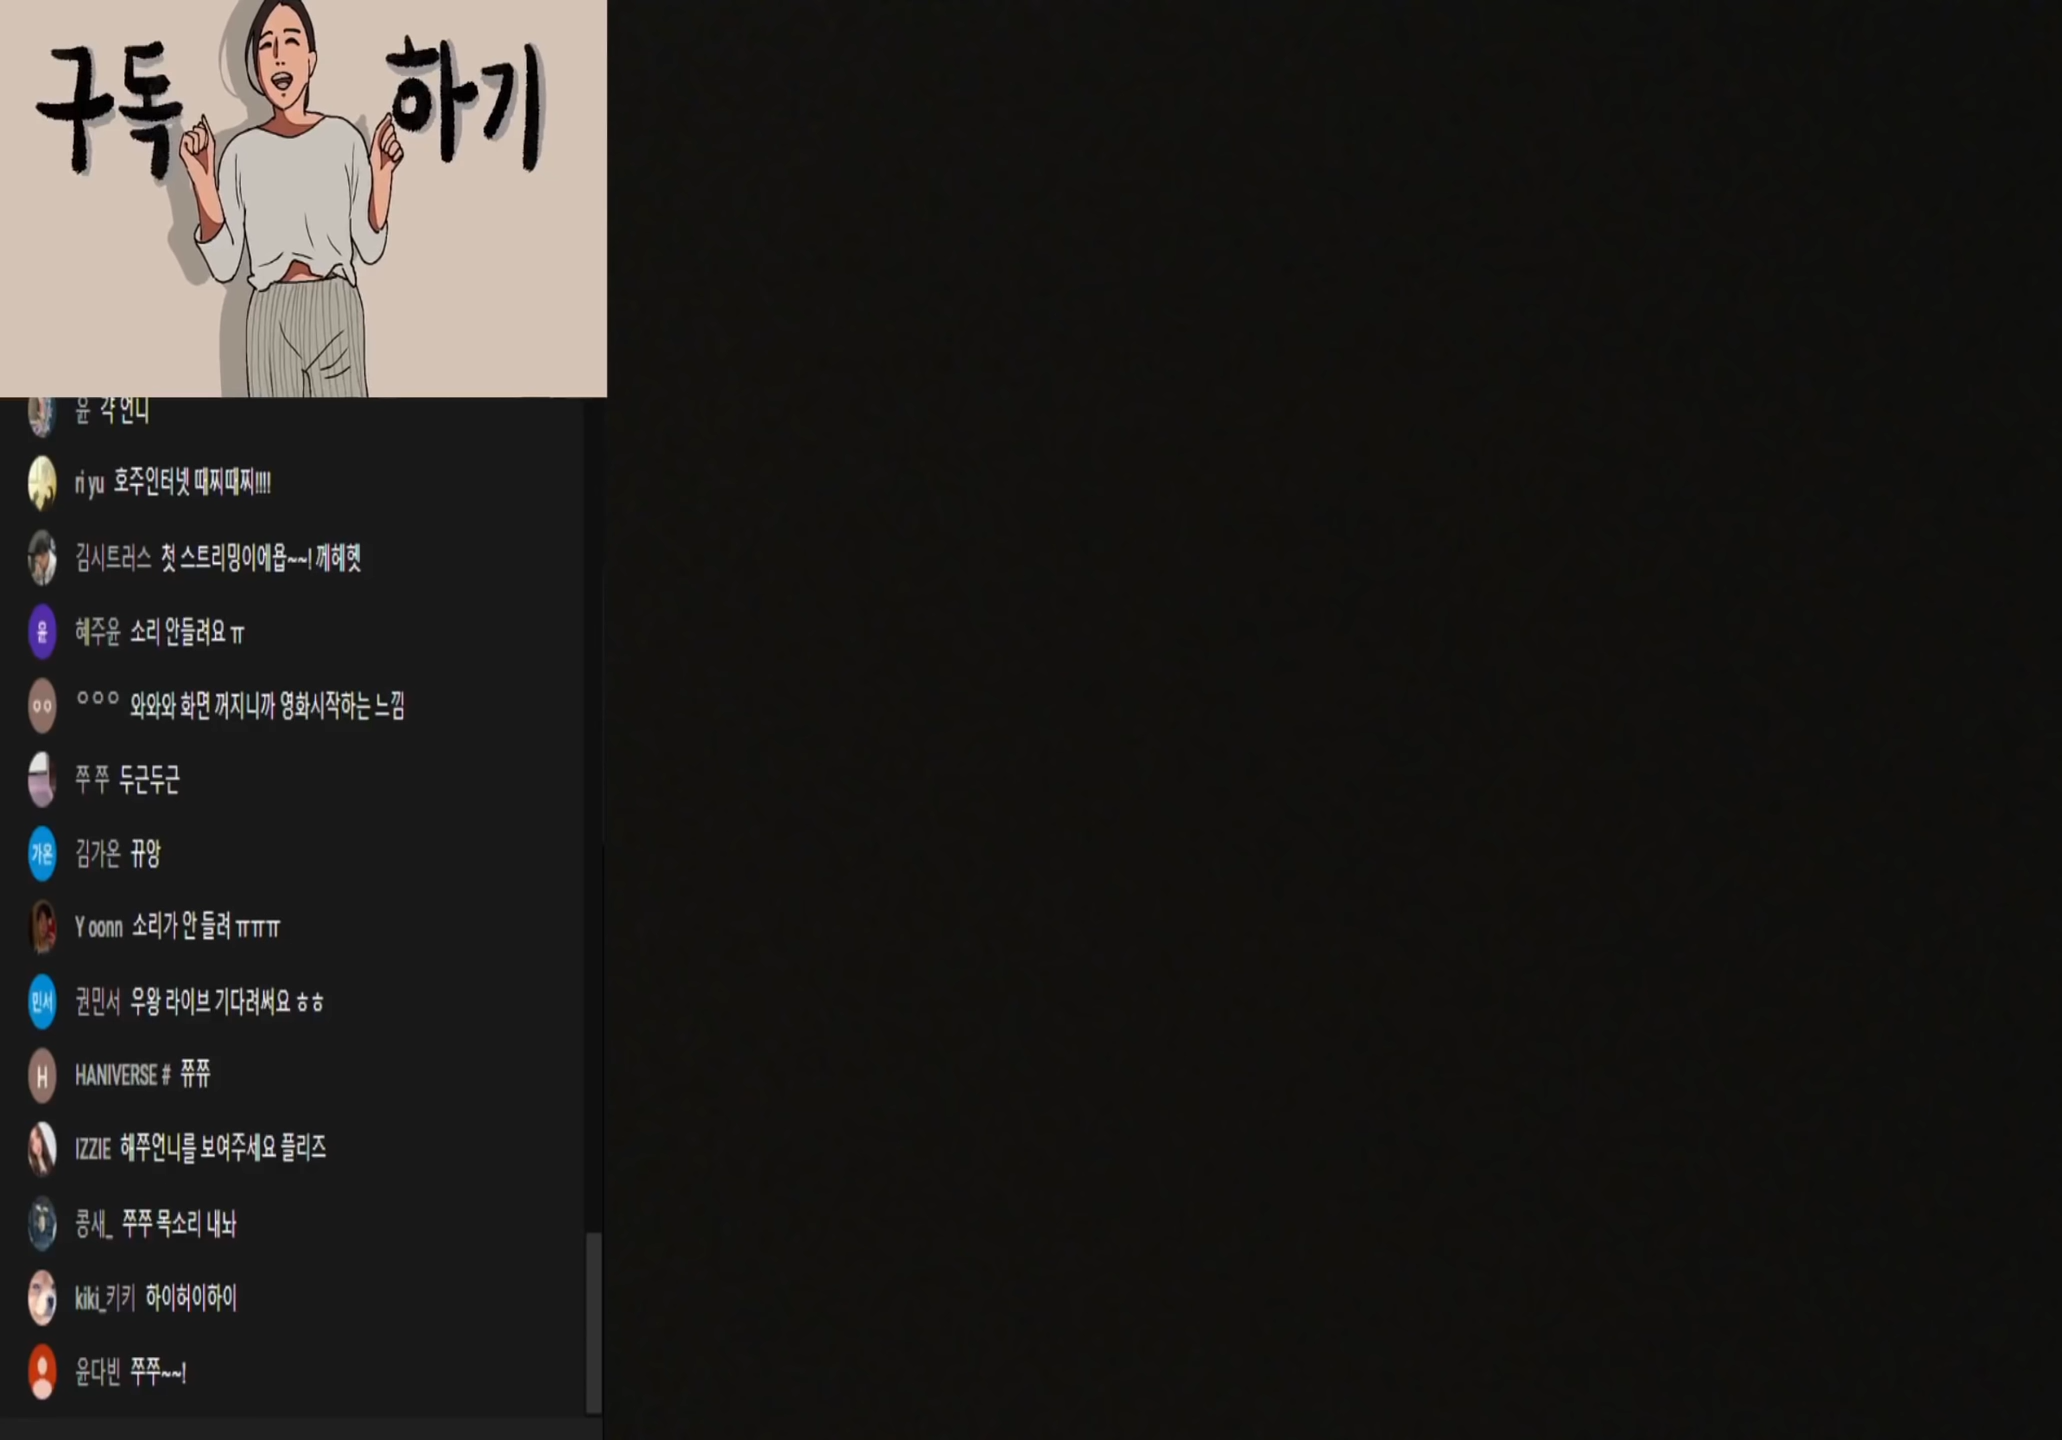 구독 하기
윤 각 언니
ri yu 호주인터넷 때찌때찌!!!!
김시트러스 첫 스트리밍이에욥~~! 께헤헷
윤 혜주윤 소리 안들려요 ㅠ
ㅇㅇ ㅇㅇㅇ 와와와 화면 꺼지니까 영화시작하는 느낌
쭈 쭈 두근두근
가온 김가온 뀨앙
Y oonn 소리가 안 들려 ㅠㅠㅠ
민서 권민서 우왕 라이브 기다려써요 ㅎㅎ
H HANIVERSE # 쮸쮸
IZZIE 해쭈언니를 보여주세요 플리즈
콩새_ 쭈쭈 목소리 내놔
kiki_키키 하이허이하이
윤다빈 쭈쭈~~!